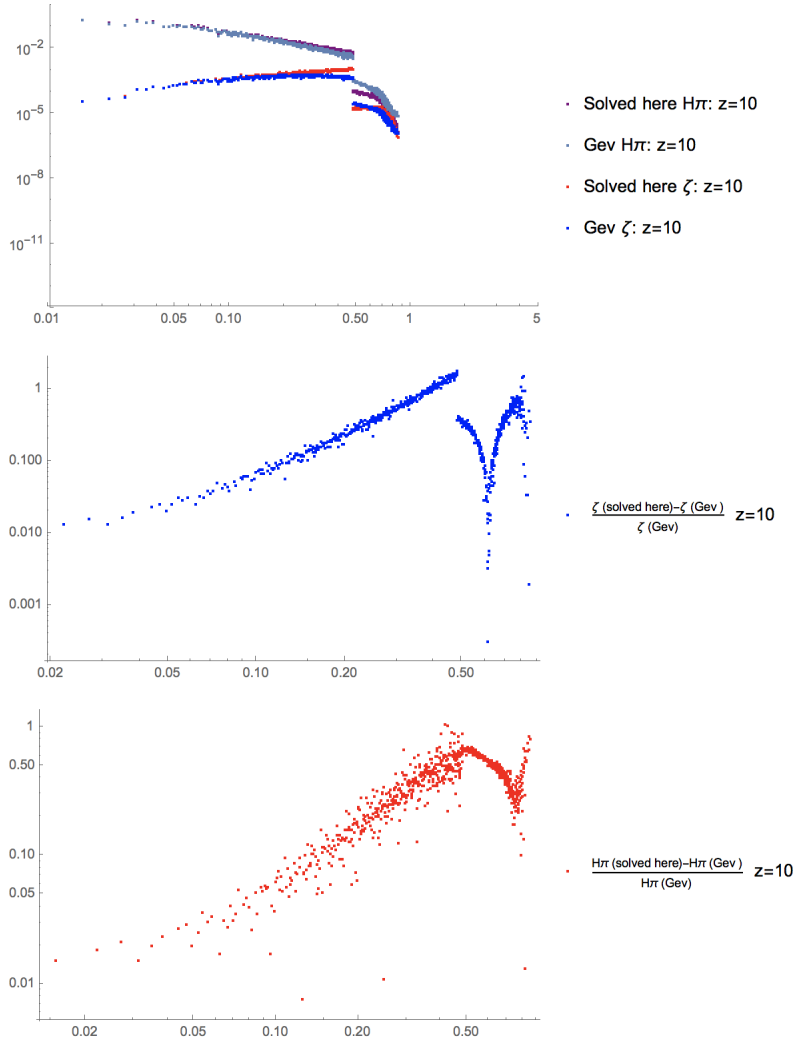 10⁻²
10⁻⁵
10⁻⁸
10⁻¹¹
0.01 0.05 0.10 0.50 1 5
Solved here Hπ: z=10
Gev Hπ: z=10
Solved here ζ: z=10
Gev ζ: z=10
1
0.100
0.010
0.001
0.02 0.05 0.10 0.20 0.50
ζ (solved here)−ζ (Gev)
ζ (Gev)
z=10
1
0.50
0.10
0.05
0.01
0.02 0.05 0.10 0.20 0.50
Hπ (solved here)−Hπ (Gev)
Hπ (Gev)
z=10